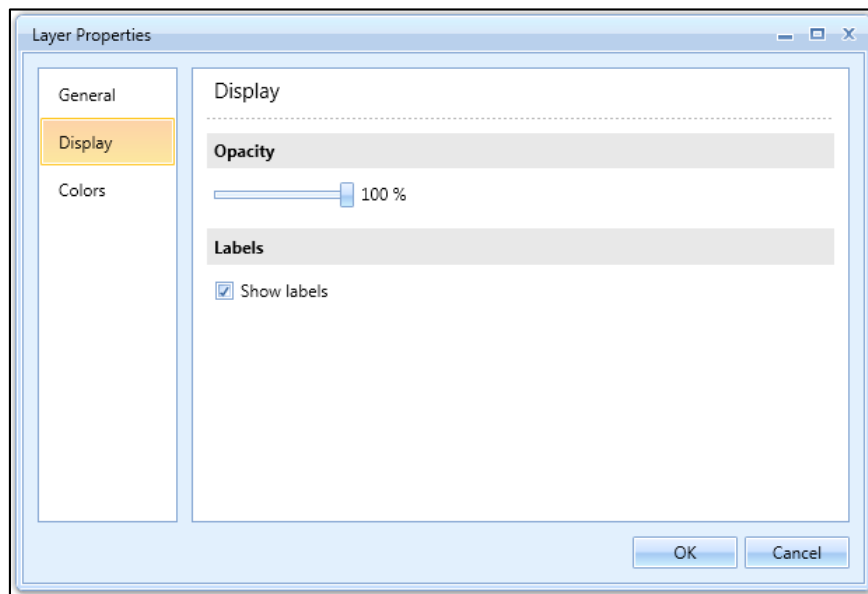 Layer Properties
General
Display
Colors
Display
Opacity
100 %
Labels
Show labels
OK
Cancel